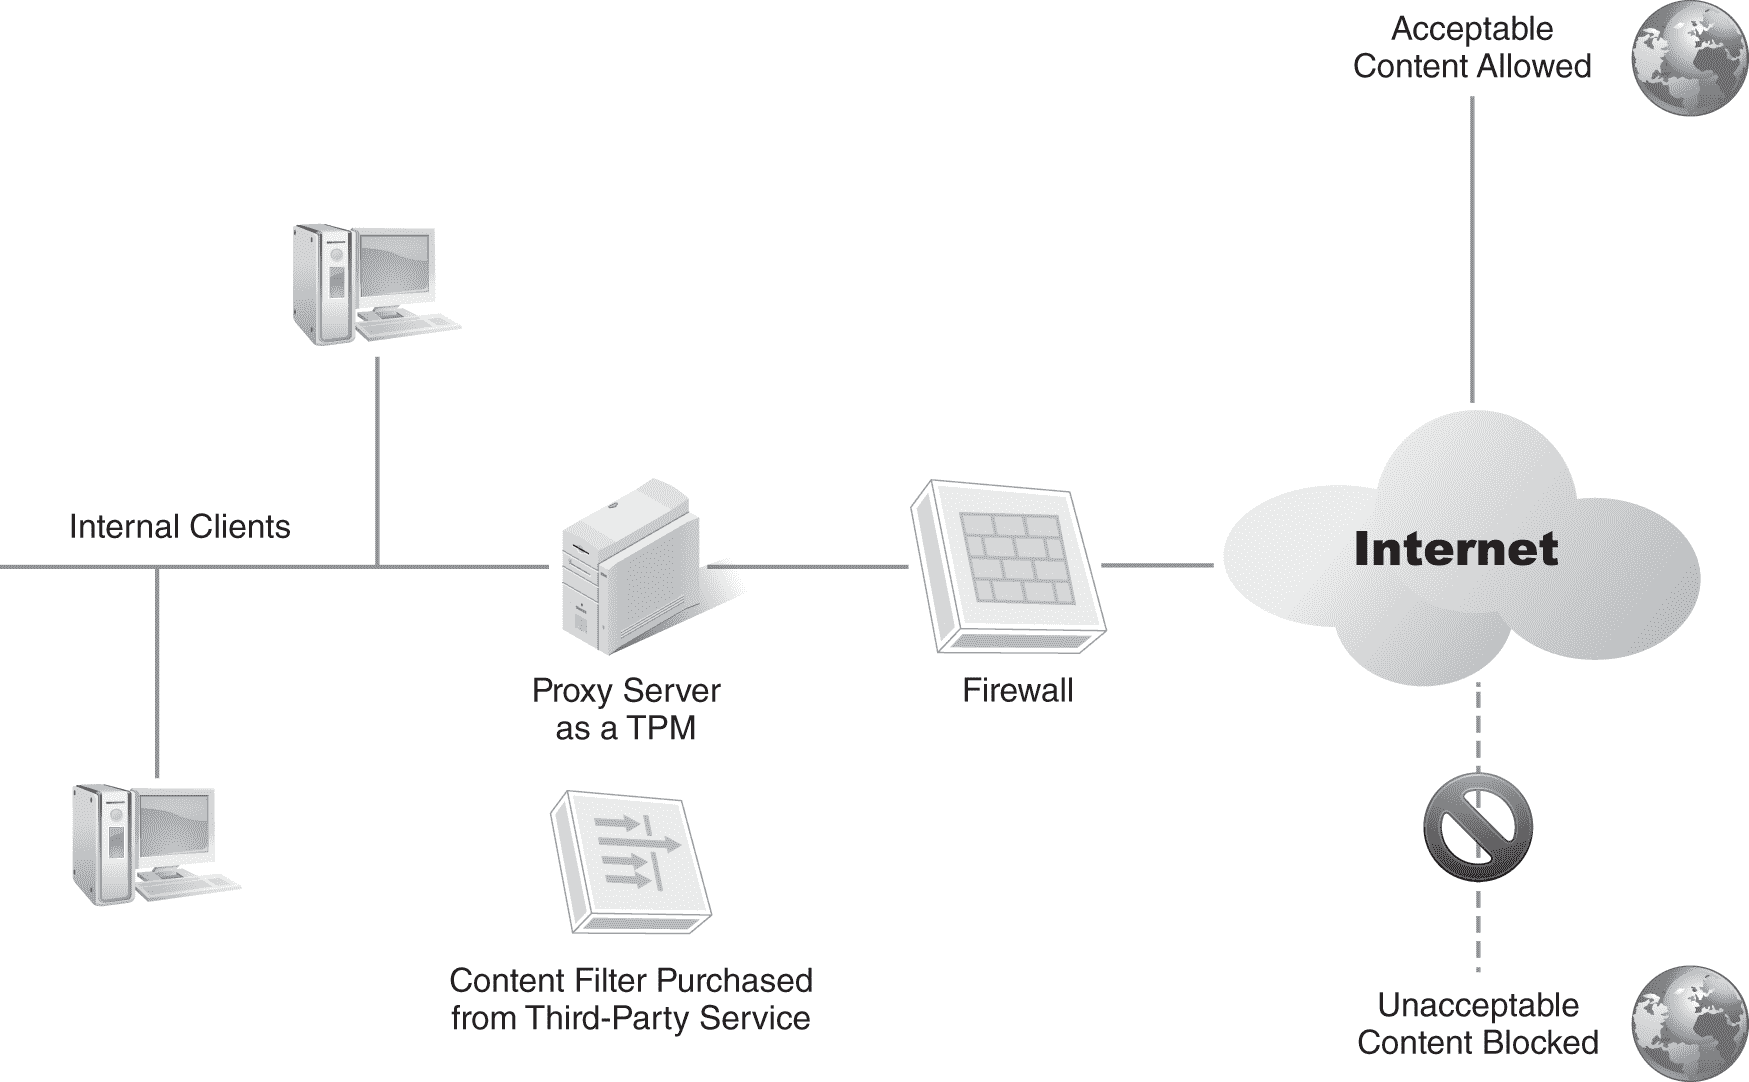 Acceptable
Content Allowed
Internal Clients
Internet
Proxy Server
as a TPM
Firewall
Content Filter Purchased
from Third-Party Service
Unacceptable
Content Blocked